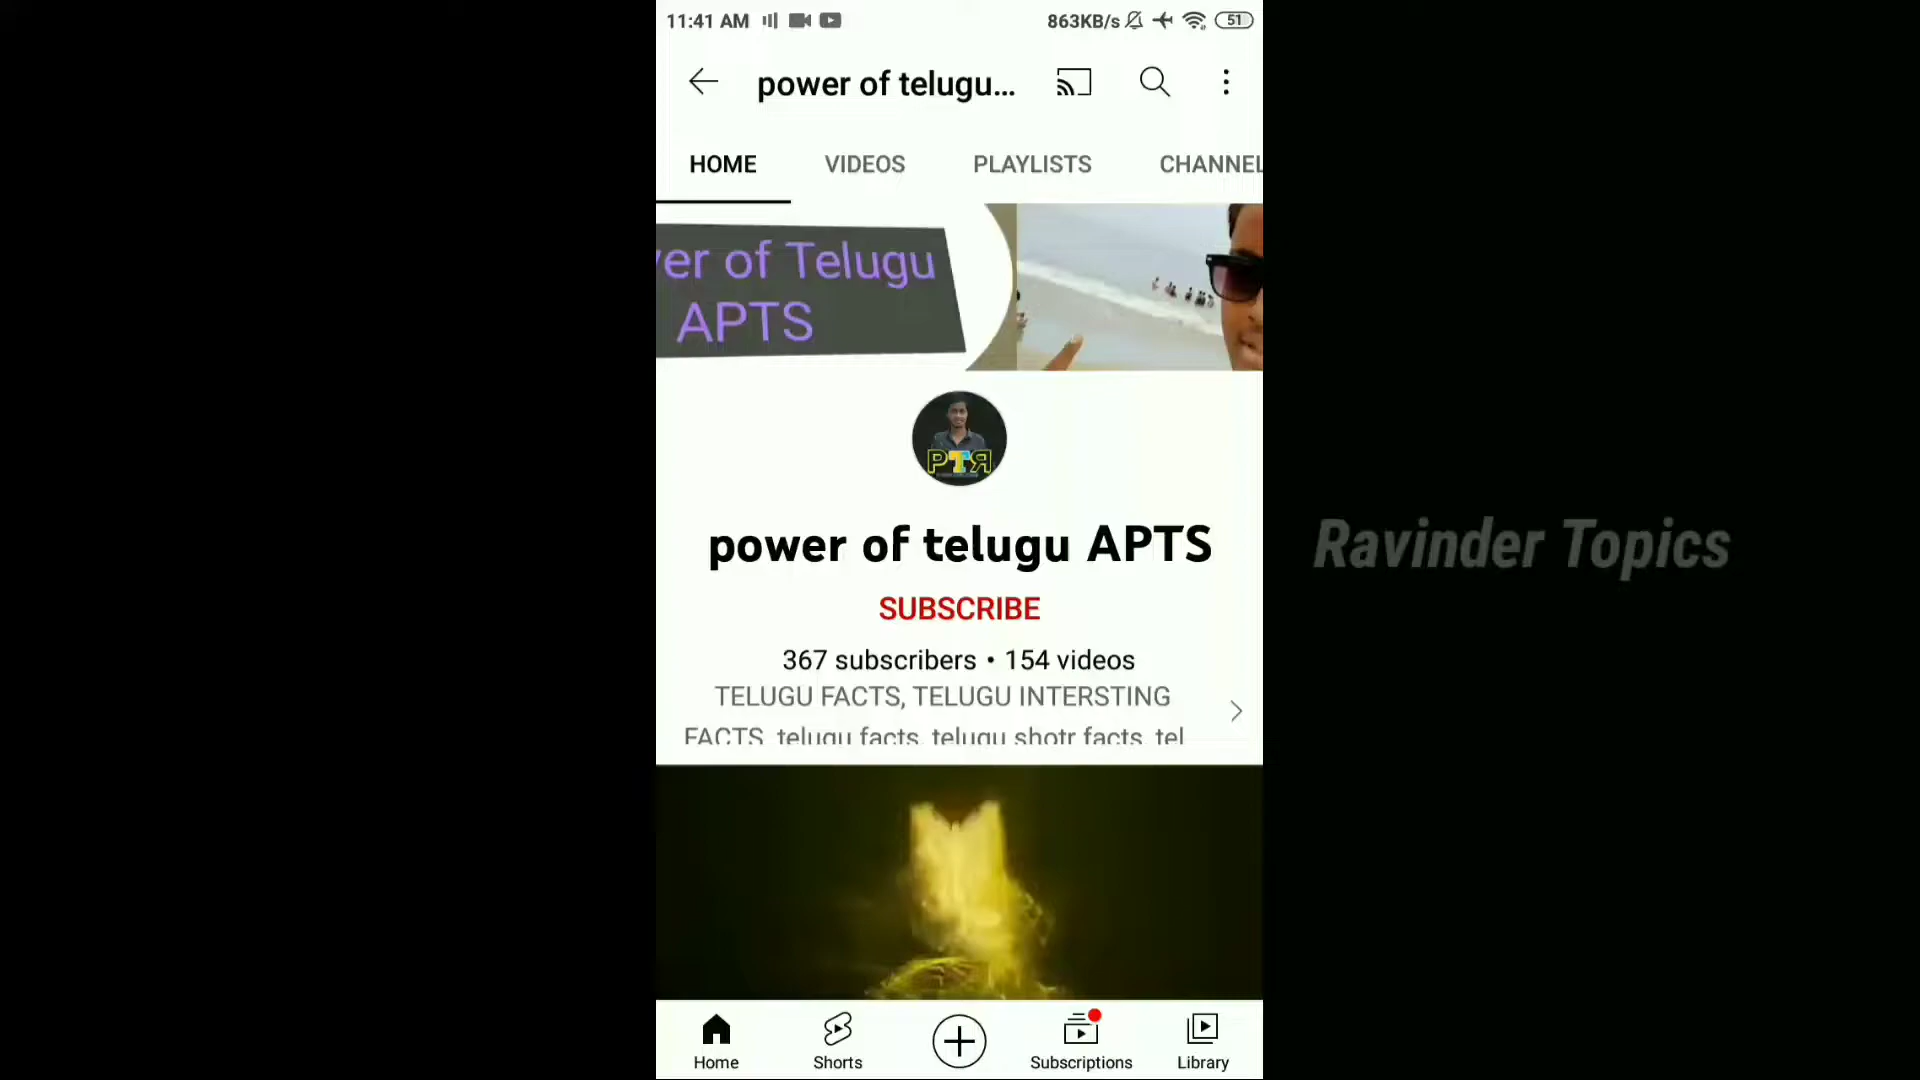 11:41 AM
863KB/s
51
power of telugu...
HOME
VIDEOS
PLAYLISTS
CHANNEL
er of Telugu
APTS
PTR
power of telugu APTS
SUBSCRIBE
367 subscribers • 154 videos
TELUGU FACTS, TELUGU INTERSTING
FACTS, telugu facts, telugu shotr facts, tel
Ravinder Topics
Home
Shorts
Subscriptions
Library